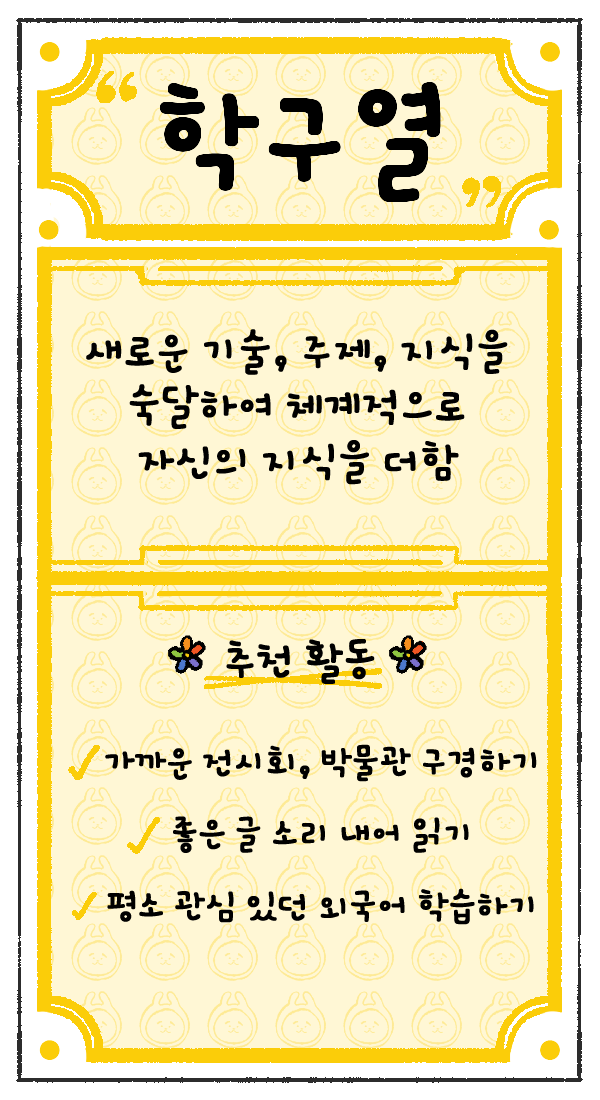 “학구열”
새로운 기술, 주제, 지식을
숙달하여 체계적으로
자신의 지식을 더함
추천 활동
가까운 전시회, 박물관 구경하기
좋은 글 소리 내어 읽기
평소 관심 있던 외국어 학습하기